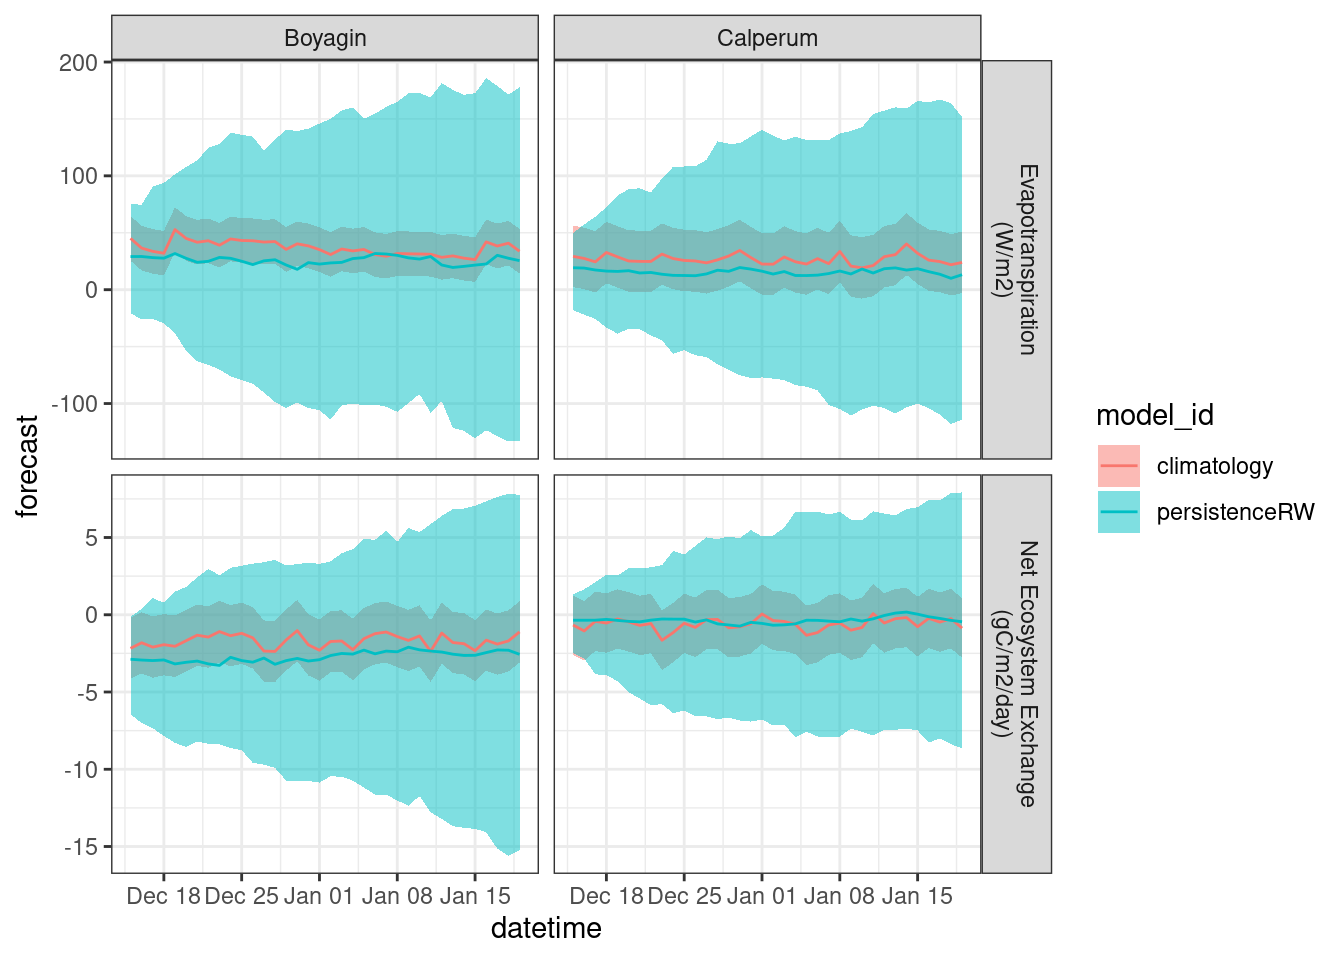 Boyagin
Calperum
200
100
0
-100
Evapotranspiration
(W/m2)
5
0
-5
-10
-15
Net Ecosystem Exchange
(gC/m2/day)
forecast
Dec 18 Dec 25 Jan 01 Jan 08 Jan 15
Dec 18 Dec 25 Jan 01 Jan 08 Jan 15
datetime
model_id
climatology
persistenceRW